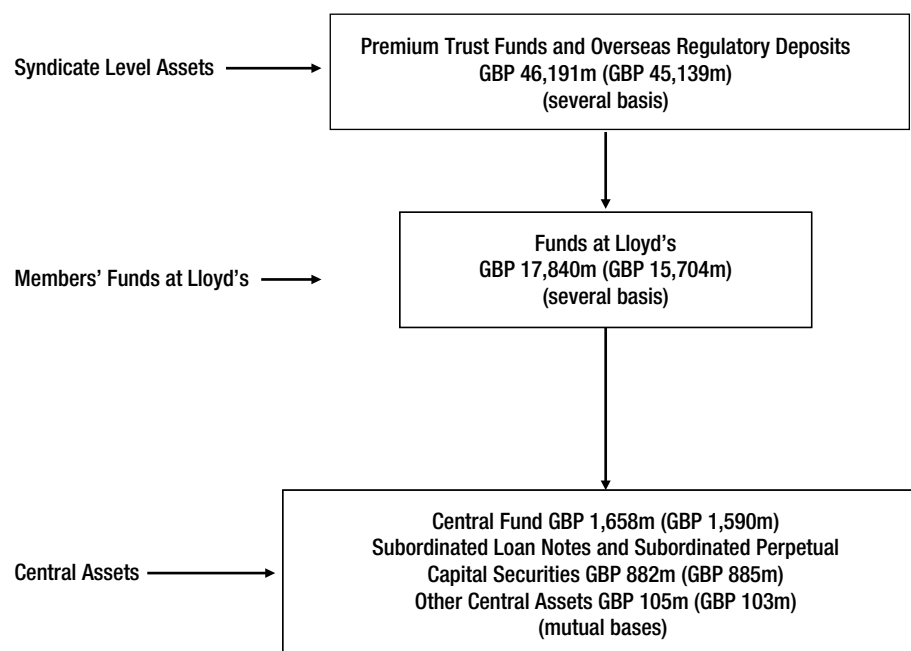 Syndicate Level Assets
Premium Trust Funds and Overseas Regulatory Deposits
GBP 46,191m (GBP 45,139m)
(several basis)
Members’ Funds at Lloyd’s
Funds at Lloyd’s
GBP 17,840m (GBP 15,704m)
(several basis)
Central Assets
Central Fund GBP 1,658m (GBP 1,590m)
Subordinated Loan Notes and Subordinated Perpetual
Capital Securities GBP 882m (GBP 885m)
Other Central Assets GBP 105m (GBP 103m)
(mutual bases)